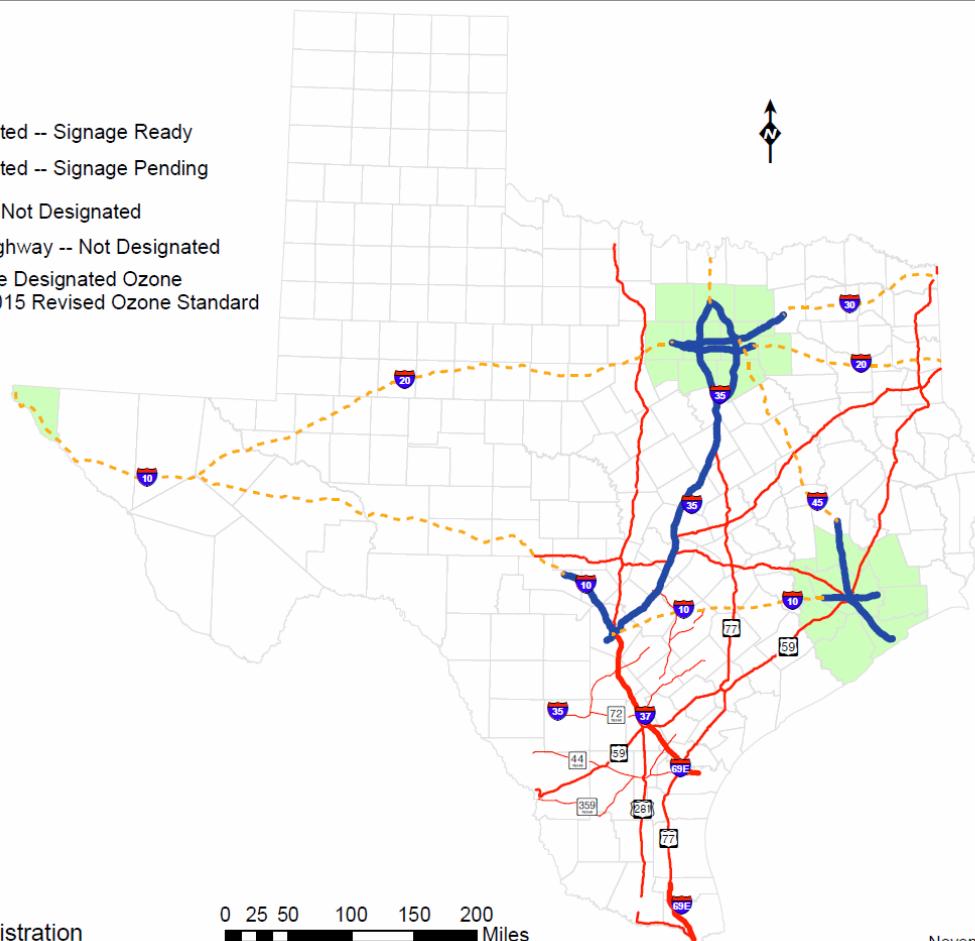 ted -- Signage Ready
N
ted -- Signage Pending
Not Designated
ghway -- Not Designated
e Designated Ozone
015 Revised Ozone Standard
30
20
20
35
10
45
35
10
10
10
77
59
35
72
37
59
44
69E
359
281
77
69E
0 25 50 100 150 200
Miles
istration